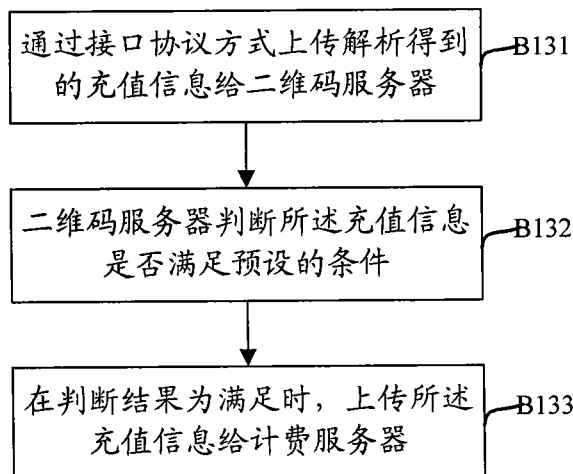 通过接口协议方式上传解析得到
的充值信息给二维码服务器
B131
二维码服务器判断所述充值信息
是否满足预设的条件
B132
在判断结果为满足时，上传所述
充值信息给计费服务器
B133